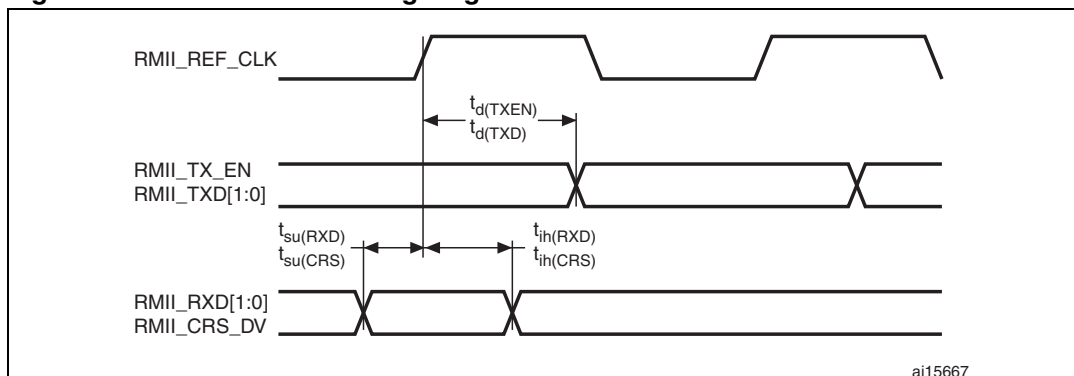 RMII_REF_CLK
td(TXEN)
td(TXD)
RMII_TX_EN
RMII_TXD[1:0]
tsu(RXD)
tsu(CRS)
tih(RXD)
tih(CRS)
RMII_RXD[1:0]
RMII_CRS_DV
ai15667